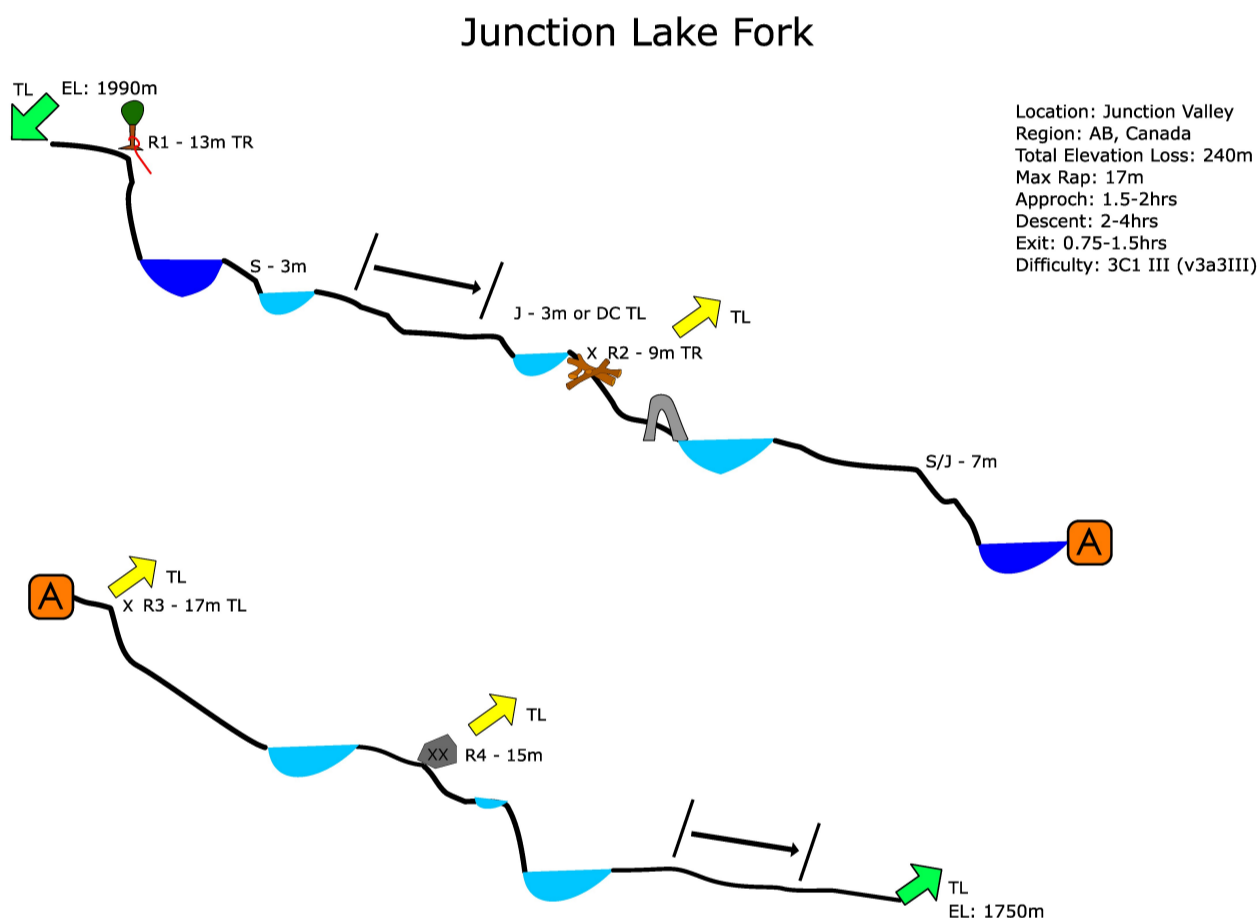 Junction Lake Fork
TL EL: 1990m
R1 - 13m TR
Location: Junction Valley
Region: AB, Canada
Total Elevation Loss: 240m
Max Rap: 17m
Approch: 1.5-2hrs
Descent: 2-4hrs
Exit: 0.75-1.5hrs
Difficulty: 3C1 III (v3a3III)
S - 3m
J - 3m or DC TL
TL
X R2 - 9m TR
S/J - 7m
A
A
TL
X R3 - 17m TL
TL
XX R4 - 15m
TL
EL: 1750m